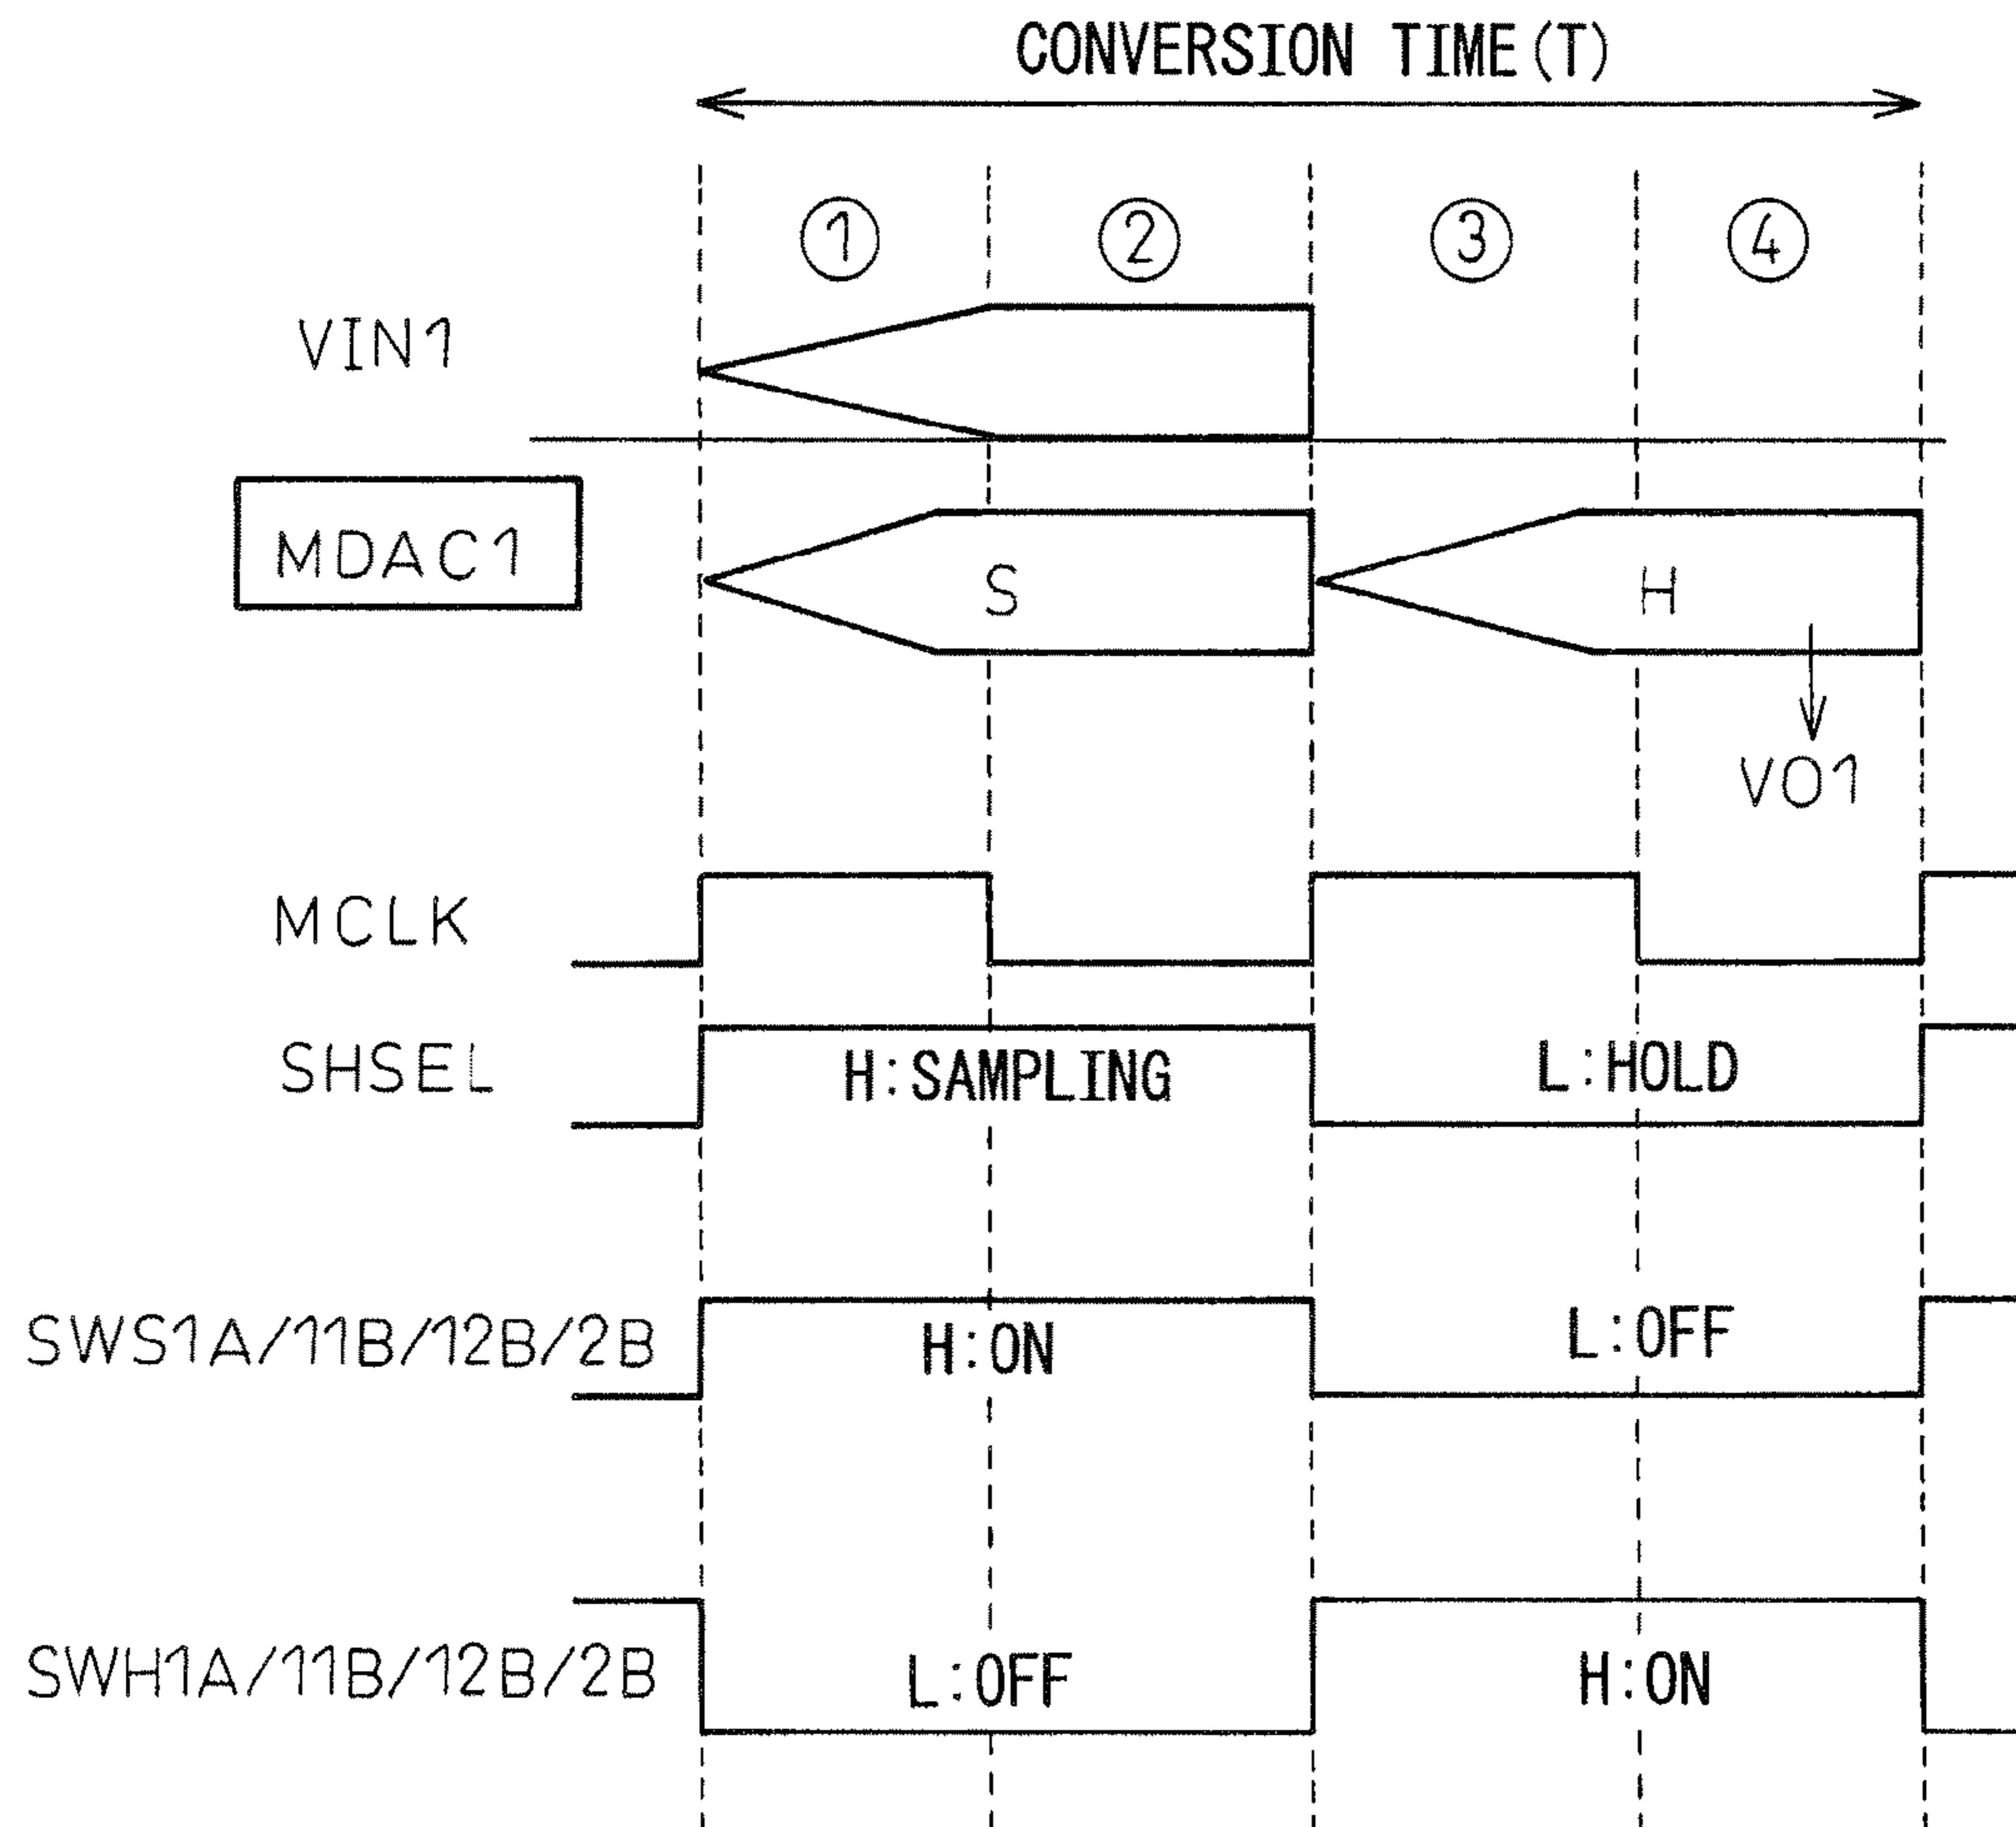 CONVERSION TIME(T)
① ② ③ ④
VIN1
MDAC1 S H
VO1
MCLK
SHSEL H:SAMPLING L:HOLD
SWS1A/11B/12B/2B H:ON L:OFF
SWH1A/11B/12B/2B L:OFF H:ON